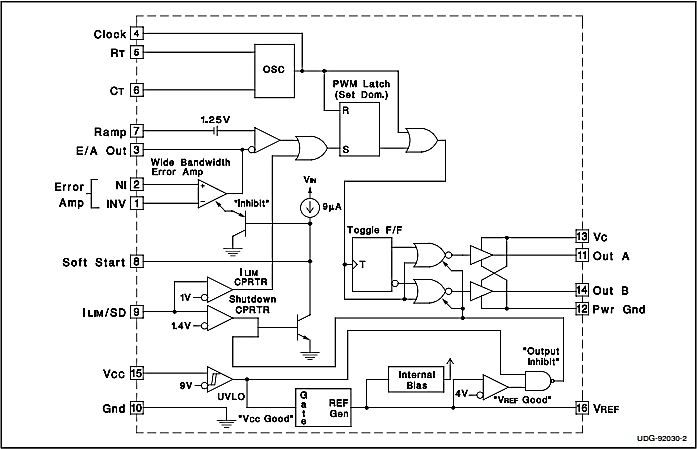 Clock 4
RT 5
CT 6
OSC
PWM Latch
(Set Dom.)
R
S
Ramp 7
1.25V
E/A Out 3
Wide Bandwidth
Error Amp
Error
Amp
NI 2
INV 1
+
−
"Inhibit"
VIN
9µA
Toggle F/F
T
13 Vc
11 Out A
14 Out B
12 Pwr Gnd
Soft Start 8
ILIM
CPRTR
1V
ILIM/SD 9
Shutdown
CPRTR
1.4V
"Output
Inhibit"
Vcc 15
9V
UVLO
Internal
Bias
4V
"VREF Good"
Gnd 10
"Vcc Good"
Gate
REF
Gen
16 VREF
UDG-92030-2